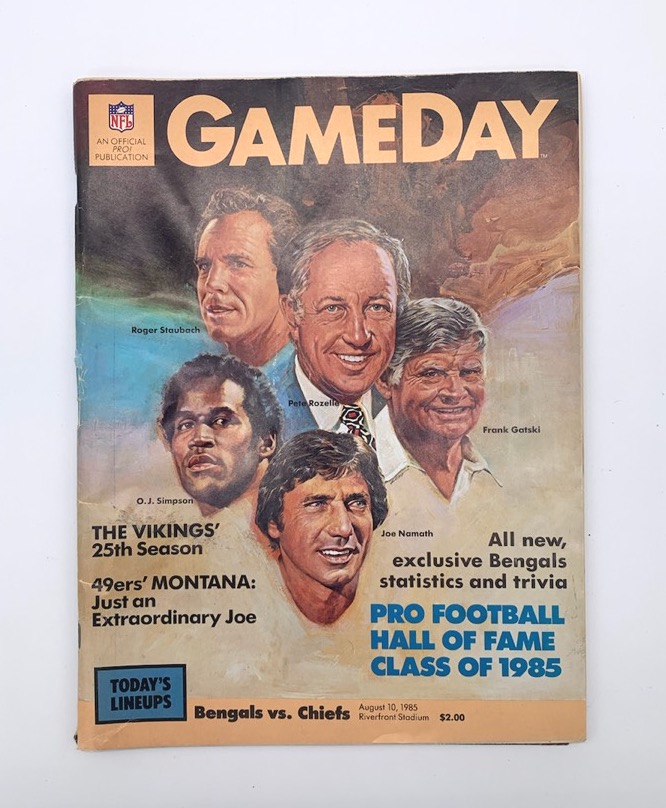 NFL
AN OFFICIAL
PRO!
PUBLICATION
GAMEDAY™
Roger Staubach
Pete Rozelle
Frank Gatski
O.J. Simpson
Joe Namath
THE VIKINGS'
25th Season
49ers' MONTANA:
Just an
Extraordinary Joe
All new,
exclusive Bengals
statistics and trivia
PRO FOOTBALL
HALL OF FAME
CLASS OF 1985
TODAY'S
LINEUPS
Bengals vs. Chiefs
August 10, 1985
Riverfront Stadium
$2.00